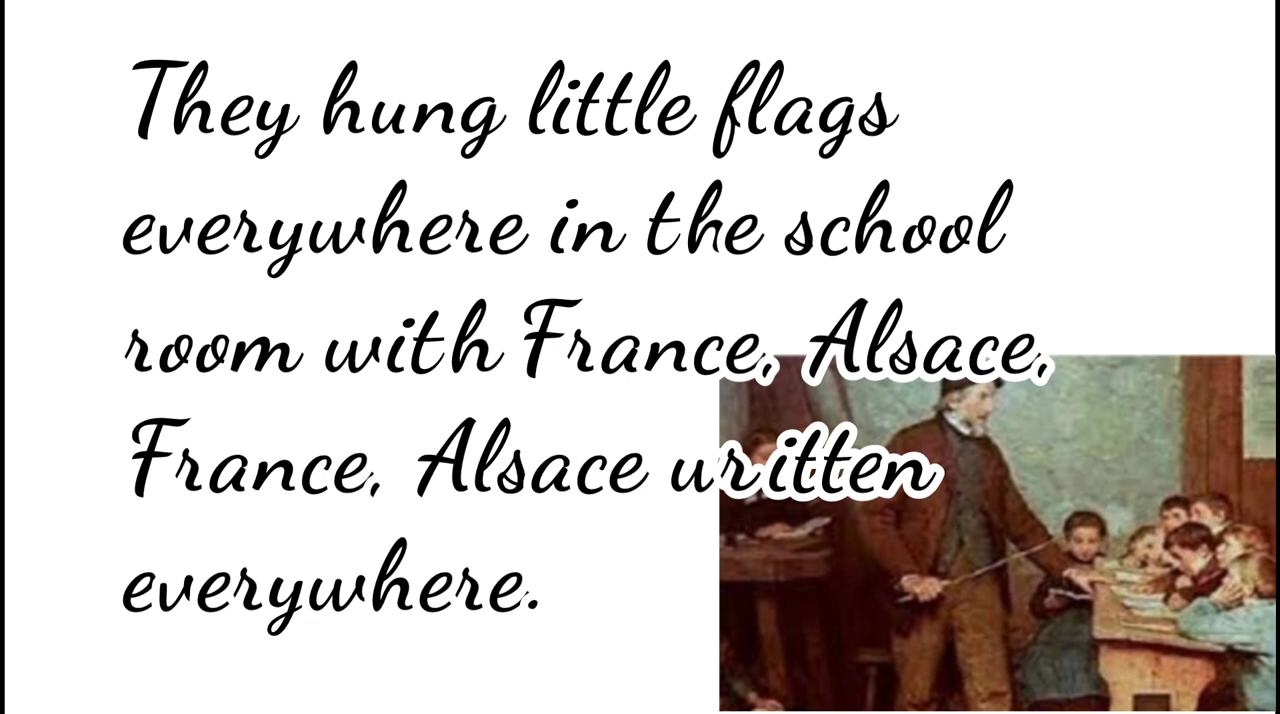 They hung little flags
everywhere in the school
room with France, Alsace,
France, Alsace written
everywhere.